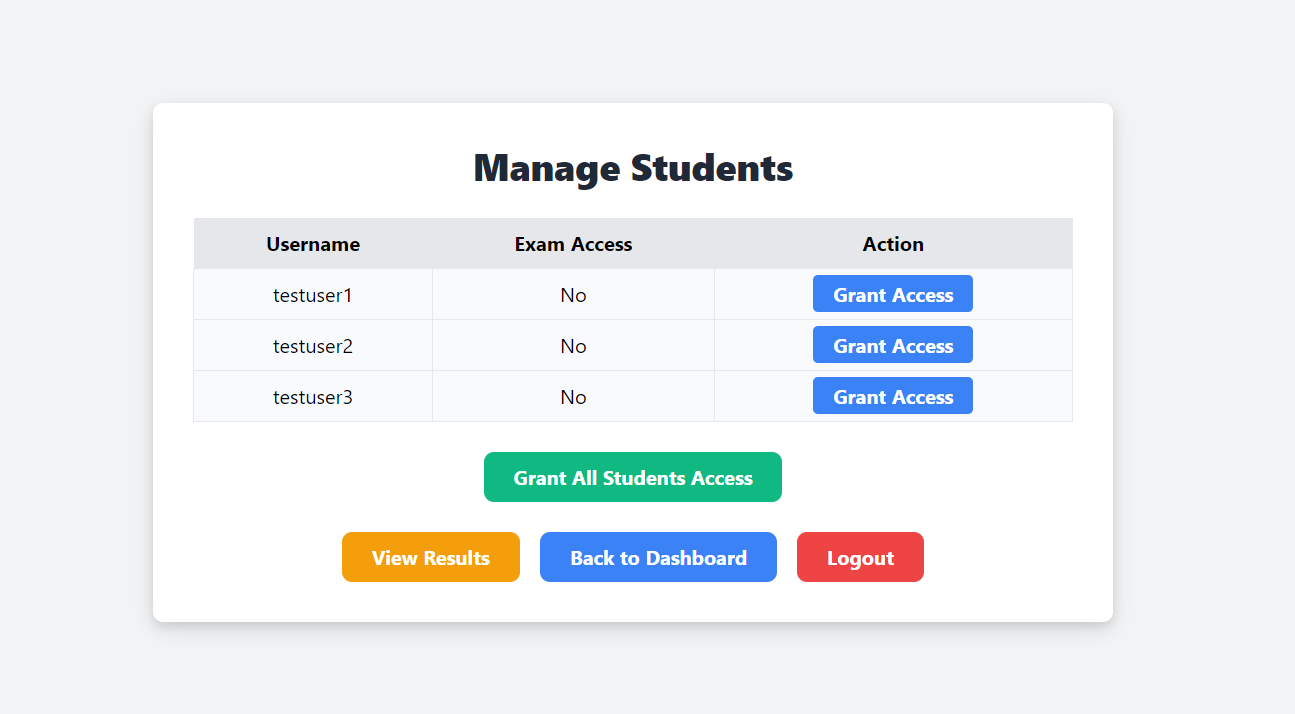 Manage Students
Username Exam Access Action
testuser1 No Grant Access
testuser2 No Grant Access
testuser3 No Grant Access
Grant All Students Access
View Results Back to Dashboard Logout